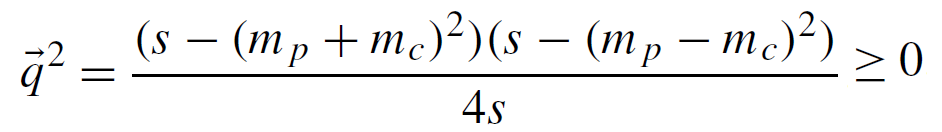 $\vec{q}^2 = \frac{(s - (m_p + m_c)^2)(s - (m_p - m_c)^2)}{4s} \geq 0$